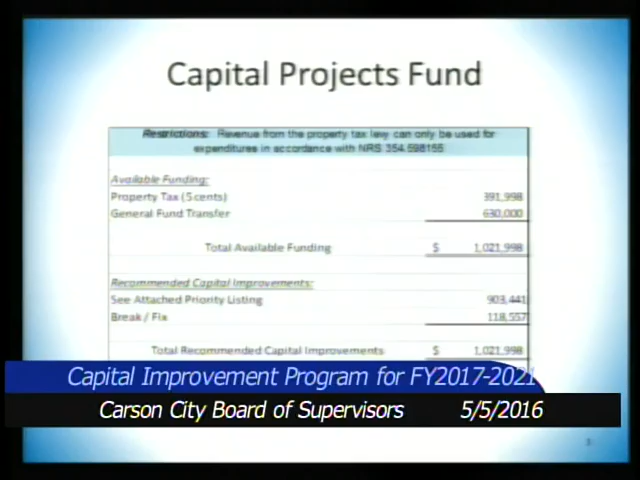 Capital Projects Fund
Restrictions: Revenue from the property tax levy can only be used for
expenditures in accordance with NRS 354.598155
Available Funding:
Property Tax (5 cents) 391,998
General Fund Transfer 630,000
Total Available Funding $ 1,021,998
Recommended Capital Improvements:
See Attached Priority Listing 903,441
Break / Fix 118,557
Total Recommended Capital Improvements $ 1,021,998
Capital Improvement Program for FY2017-2021
Carson City Board of Supervisors 5/5/2016